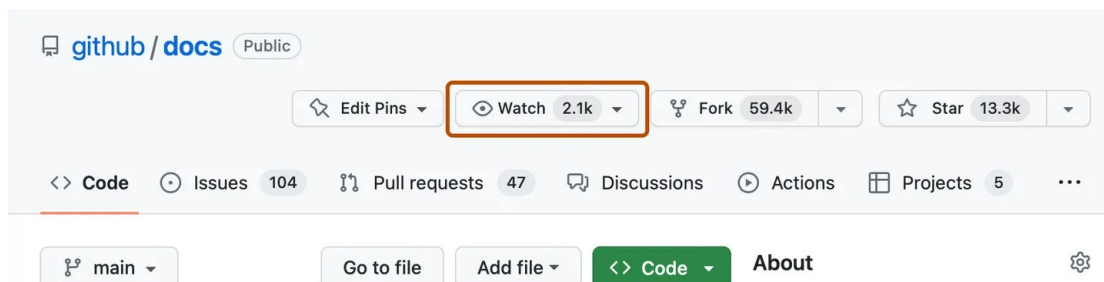 github / docs Public
Edit Pins Watch 2.1k Fork 59.4k Star 13.3k
Code Issues 104 Pull requests 47 Discussions Actions Projects 5 ...
main Go to file Add file Code About